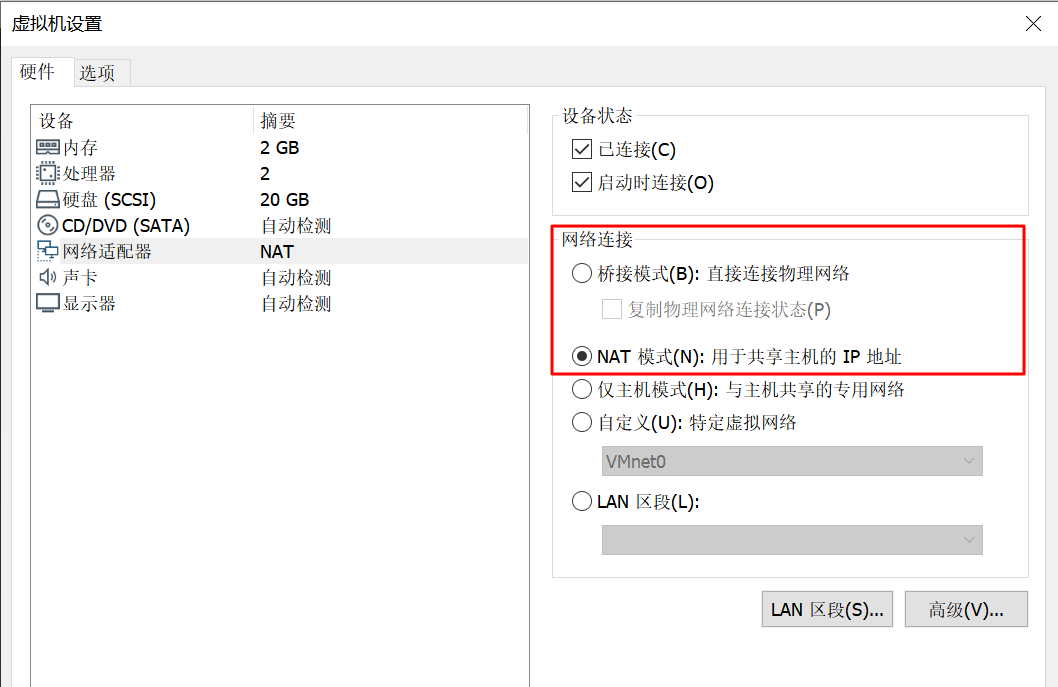 虚拟机设置
硬件 选项
设备 摘要
内存 2 GB
处理器 2
硬盘 (SCSI) 20 GB
CD/DVD (SATA) 自动检测
网络适配器 NAT
声卡 自动检测
显示器 自动检测
设备状态
已连接(C)
启动时连接(O)
网络连接
桥接模式(B): 直接连接物理网络
复制物理网络连接状态(P)
NAT 模式(N): 用于共享主机的 IP 地址
仅主机模式(H): 与主机共享的专用网络
自定义(U): 特定虚拟网络
VMnet0
LAN 区段(L):
LAN 区段(S)... 高级(V)...